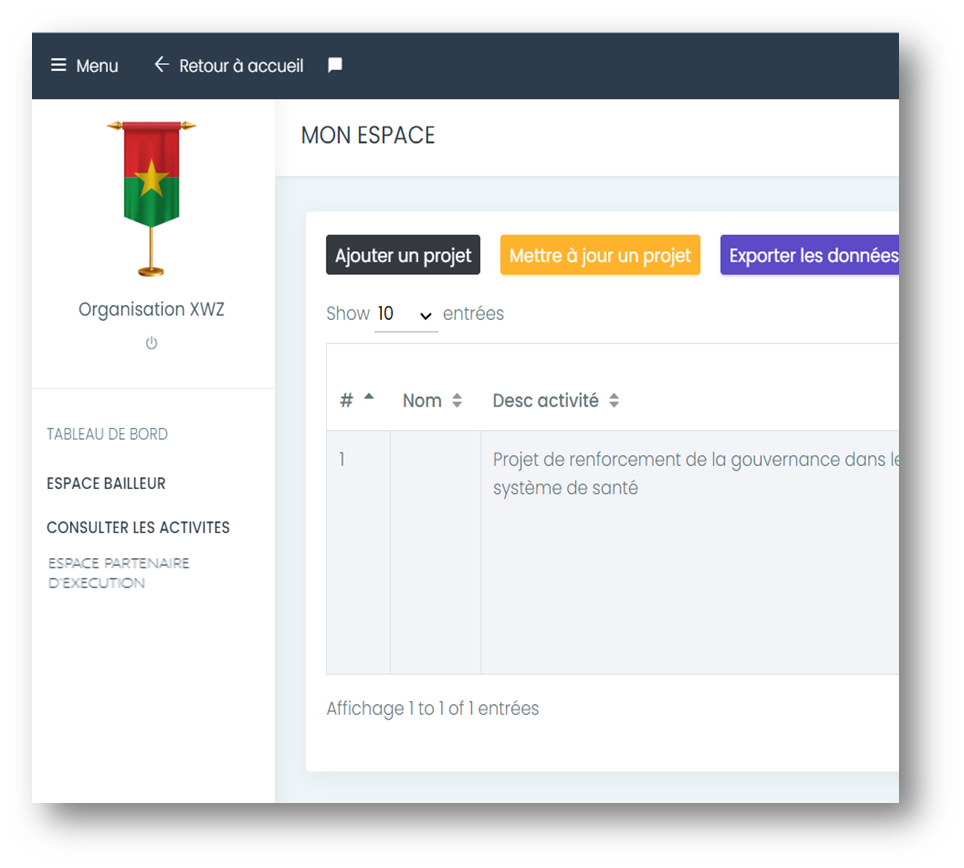 Menu Retour à accueil
MON ESPACE
Organisation XWZ
TABLEAU DE BORD
ESPACE BAILLEUR
CONSULTER LES ACTIVITES
ESPACE PARTENAIRE
D'EXECUTION
Ajouter un projet Mettre à jour un projet Exporter les données
Show 10 entrées
# Nom Desc activité
1 Projet de renforcement de la gouvernance dans
système de santé
Affichage 1 to 1 of 1 entrées